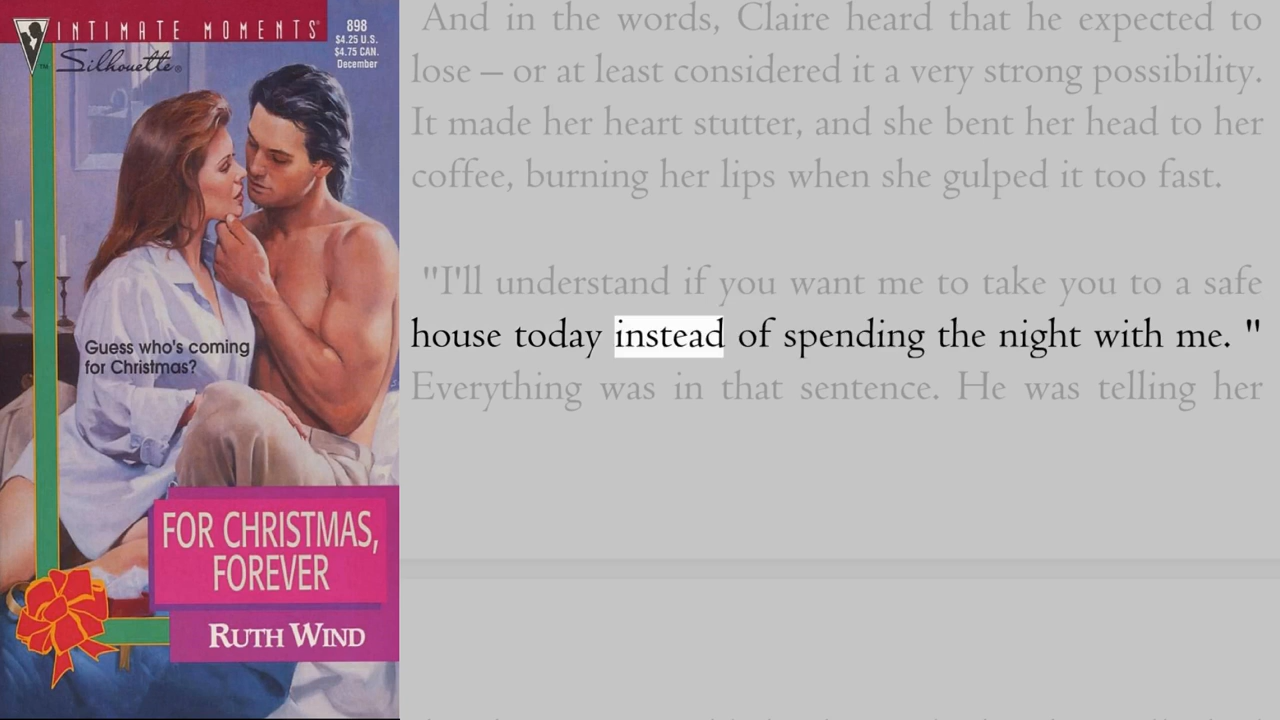 INTIMATE MOMENTS®
898
$4.25 U.S.
$4.75 CAN.
December
Silhouette®
TM
Guess who's coming
for Christmas?
FOR CHRISTMAS,
FOREVER
RUTH WIND
And in the words, Claire heard that he expected to
lose – or at least considered it a very strong possibility.
It made her heart stutter, and she bent her head to her
coffee, burning her lips when she gulped it too fast.
"I'll understand if you want me to take you to a safe
house today instead of spending the night with me. "
Everything was in that sentence. He was telling her